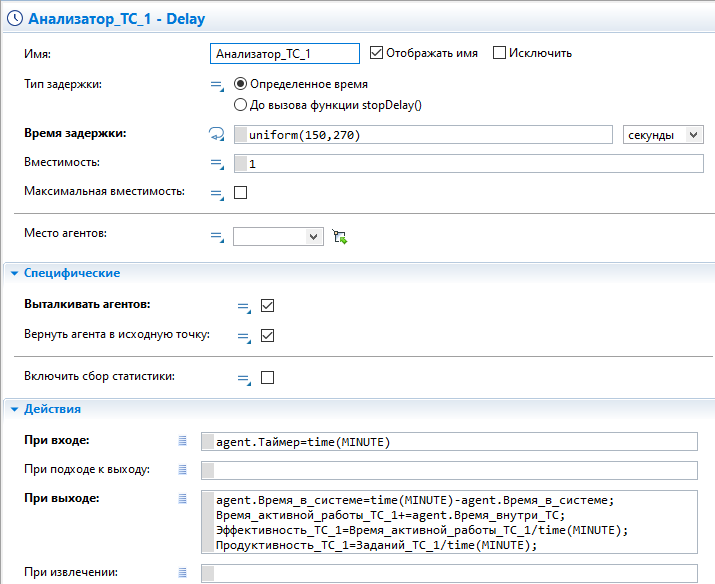 Анализатор_ТС_1 - Delay
Имя: Анализатор_ТС_1 Отображать имя Исключить
Тип задержки: Определенное время
До вызова функции stopDelay()
Время задержки: uniform(150,270) секунды
Вместимость: 1
Максимальная вместимость:
Место агентов:
Специфические
Выталкивать агентов:
Вернуть агента в исходную точку:
Включить сбор статистики:
Действия
При входе: agent.Таймер=time(MINUTE)
При подходе к выходу:
При выходе: agent.Время_в_системе=time(MINUTE)-agent.Время_в_системе;
Время_активной_работы_ТС_1+=agent.Время_внутри_ТС;
Эффективность_ТС_1=Время_активной_работы_ТС_1/time(MINUTE);
Продуктивность_ТС_1=Заданий_ТС_1/time(MINUTE);
При извлечении: